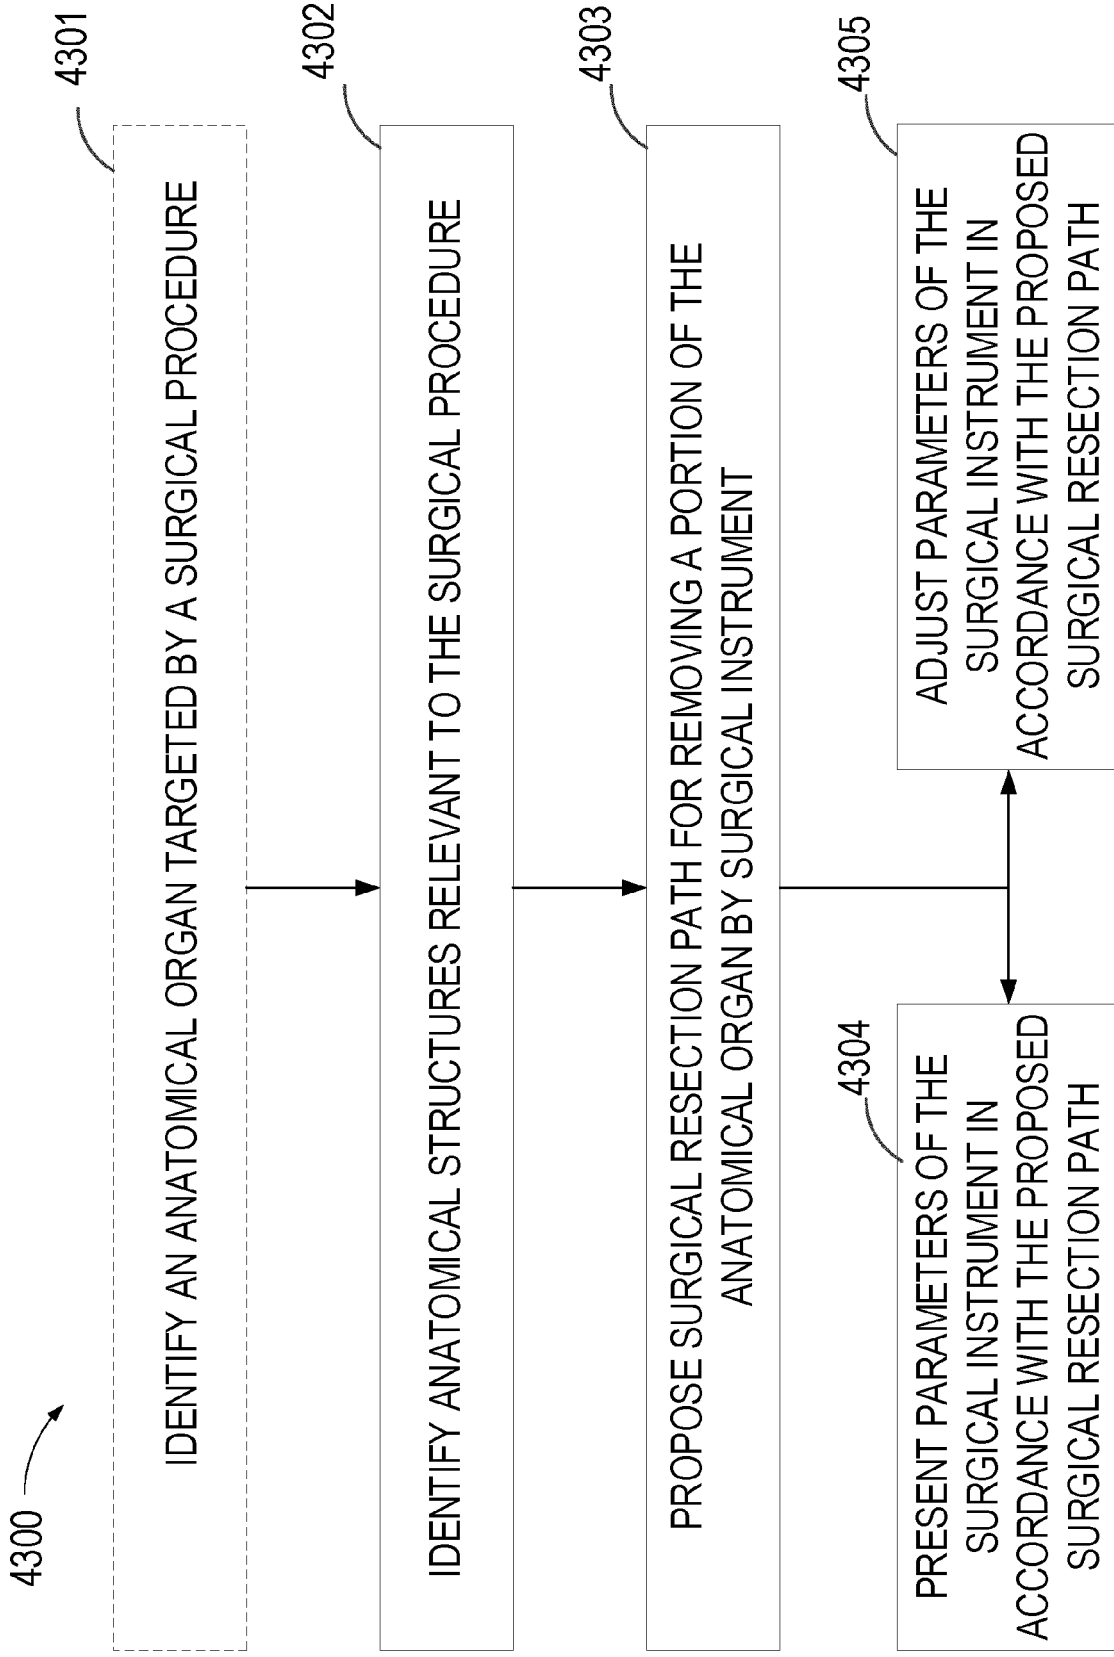 4300
4301
IDENTIFY AN ANATOMICAL ORGAN TARGETED BY A SURGICAL PROCEDURE
4302
IDENTIFY ANATOMICAL STRUCTURES RELEVANT TO THE SURGICAL PROCEDURE
4303
PROPOSE SURGICAL RESECTION PATH FOR REMOVING A PORTION OF THE
ANATOMICAL ORGAN BY SURGICAL INSTRUMENT
4304
PRESENT PARAMETERS OF THE
SURGICAL INSTRUMENT IN
ACCORDANCE WITH THE PROPOSED
SURGICAL RESECTION PATH
4305
ADJUST PARAMETERS OF THE
SURGICAL INSTRUMENT IN
ACCORDANCE WITH THE PROPOSED
SURGICAL RESECTION PATH